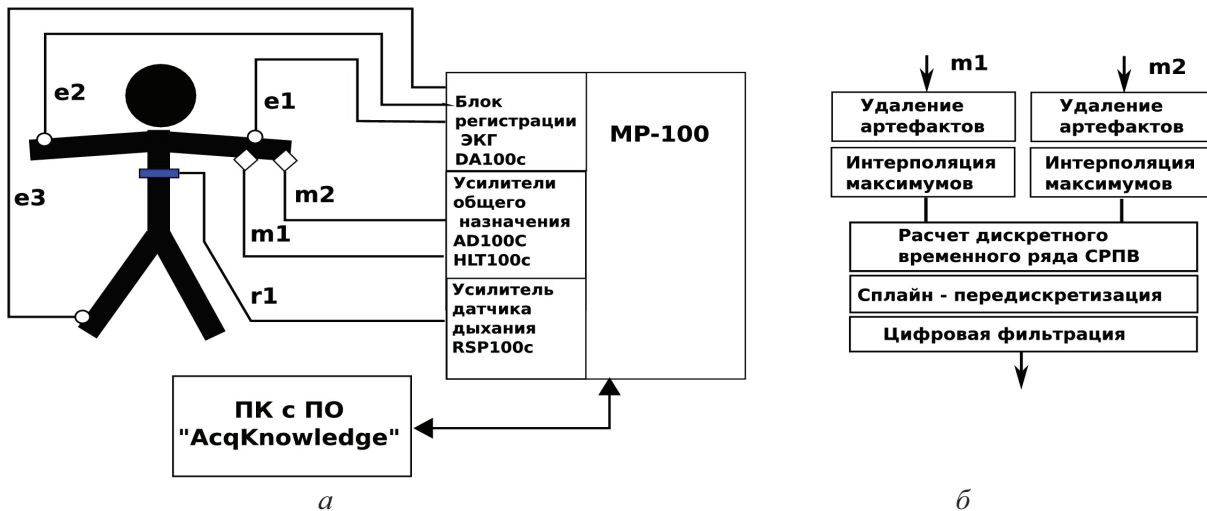 e2
e1
e3
m2
m1
r1
Блок
регистрации
ЭКГ
DA100c
Усилители
общего
назначения
AD100C
HLT100c
Усилитель
датчика
дыхания
RSP100c
MP-100
ПК с ПО
"AcqKnowledge"
а
m1
m2
Удаление
артефактов
Удаление
артефактов
Интерполяция
максимумов
Интерполяция
максимумов
Расчет дискретного
временного ряда СРПВ
Сплайн - передискретизация
Цифровая фильтрация
б